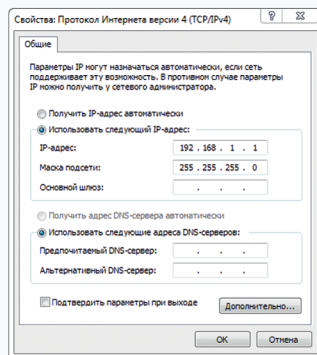 Свойства: Протокол Интернета версии 4 (TCP/IPv4)
Общие
Параметры IP могут назначаться автоматически, если сеть
поддерживает эту возможность. В противном случае параметры
IP можно получить у сетевого администратора.
Получить IP-адрес автоматически
Использовать следующий IP-адрес:
IP-адрес: 192 . 168 . 1 . 1
Маска подсети: 255 . 255 . 255 . 0
Основной шлюз: . . .
Получить адрес DNS-сервера автоматически
Использовать следующие адреса DNS-серверов:
Предпочитаемый DNS-сервер: . . .
Альтернативный DNS-сервер: . . .
Подтвердить параметры при выходе
Дополнительно...
ОК Отмена